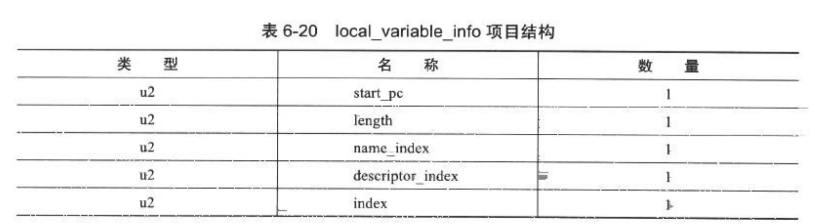 表 6-20 local_variable_info 项目结构
类 型 名 称 数 量
u2 start_pc 1
u2 length 1
u2 name_index 1
u2 descriptor_index 1
u2 index 1